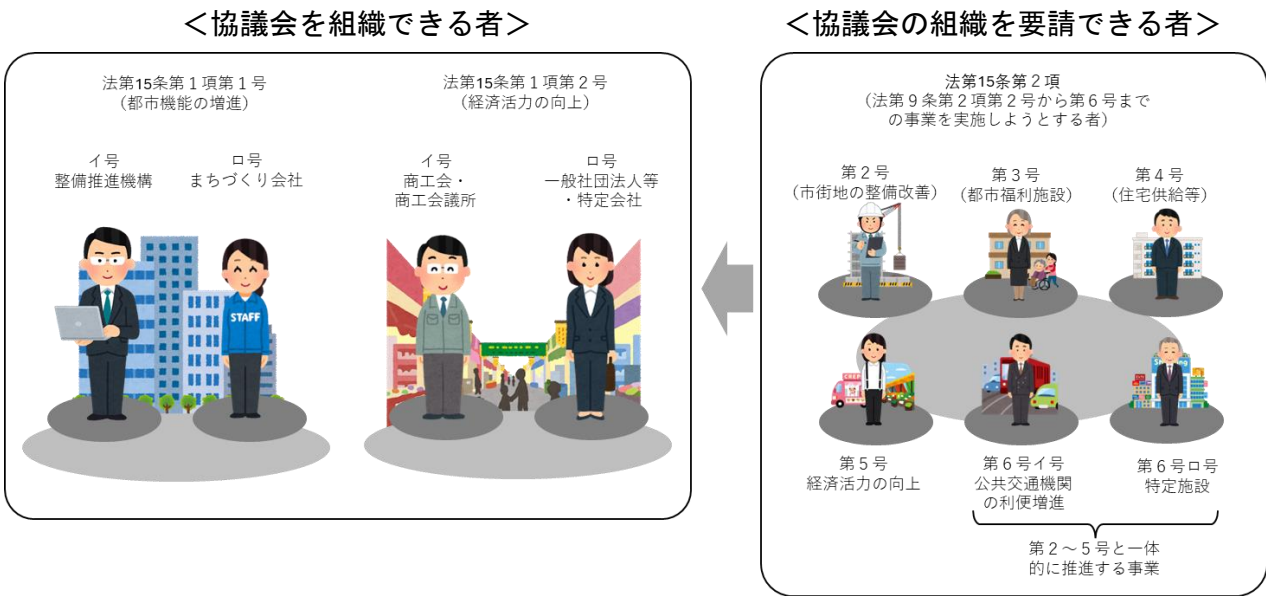 ＜協議会を組織できる者＞
法第15条第１項第１号
（都市機能の増進）
法第15条第１項第２号
（経済活力の向上）
イ号
整備推進機構
ロ号
まちづくり会社
イ号
商工会・
商工会議所
ロ号
一般社団法人等
・特定会社
STAFF
＜協議会の組織を要請できる者＞
法第15条第２項
（法第９条第２項第２号から第６号まで
の事業を実施しようとする者）
第２号
（市街地の整備改善）
第３号
（都市福利施設）
第４号
（住宅供給等）
第５号
経済活力の向上
第６号イ号
公共交通機関
の利便増進
第６号ロ号
特定施設
第２～５号と一体
的に推進する事業